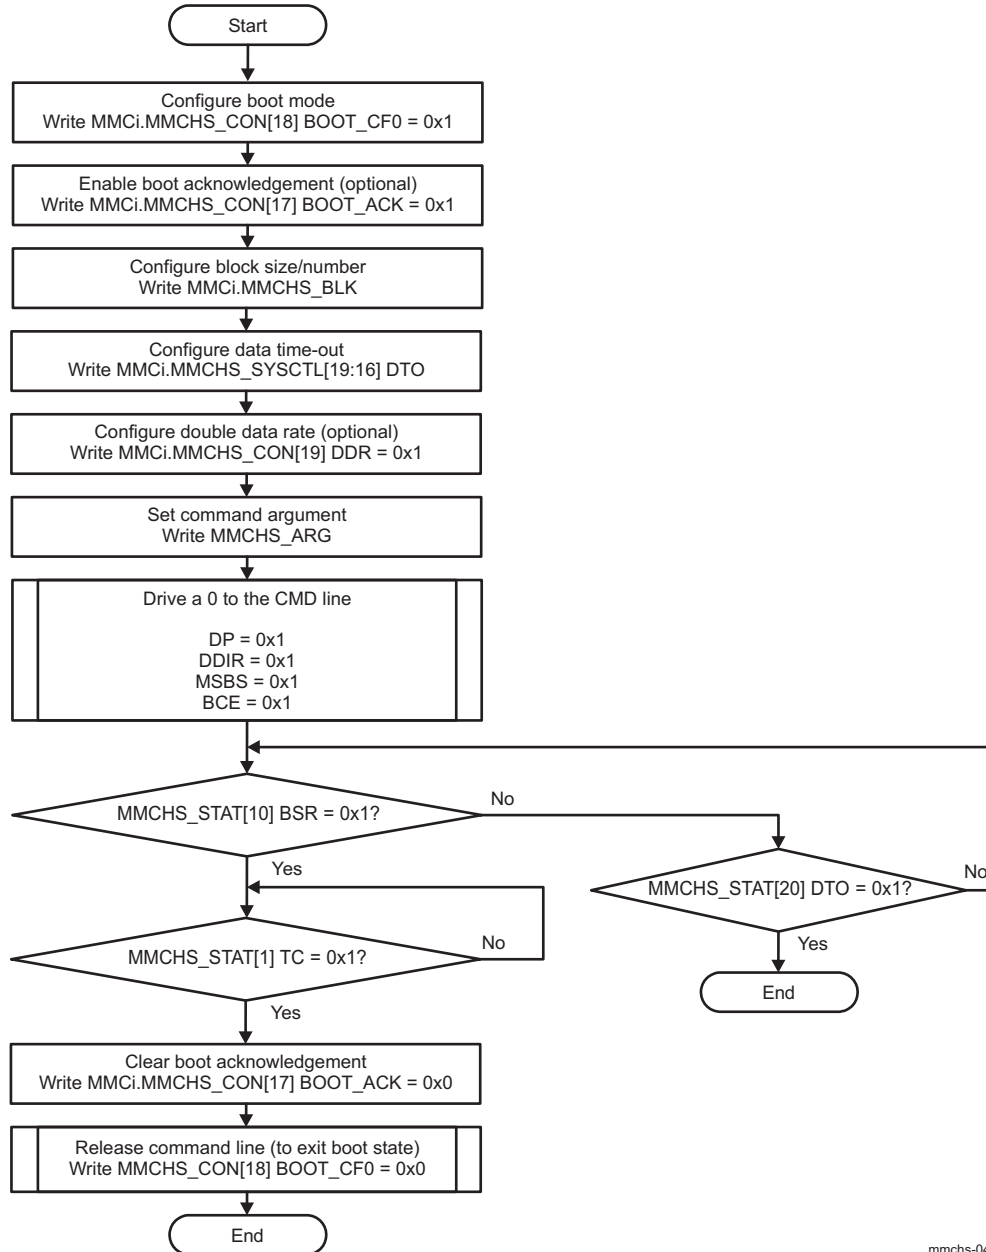 Start
Configure boot mode
Write MMCi.MMCHS_CON[18] BOOT_CF0 = 0x1
Enable boot acknowledgement (optional)
Write MMCi.MMCHS_CON[17] BOOT_ACK = 0x1
Configure block size/number
Write MMCi.MMCHS_BLK
Configure data time-out
Write MMCi.MMCHS_SYSCTL[19:16] DTO
Configure double data rate (optional)
Write MMCi.MMCHS_CON[19] DDR = 0x1
Set command argument
Write MMCHS_ARG
Drive a 0 to the CMD line
DP = 0x1
DDIR = 0x1
MSBS = 0x1
BCE = 0x1
MMCHS_STAT[10] BSR = 0x1?
No
Yes
MMCHS_STAT[20] DTO = 0x1?
No
Yes
End
MMCHS_STAT[1] TC = 0x1?
No
Yes
Clear boot acknowledgement
Write MMCi.MMCHS_CON[17] BOOT_ACK = 0x0
Release command line (to exit boot state)
Write MMCHS_CON[18] BOOT_CF0 = 0x0
End